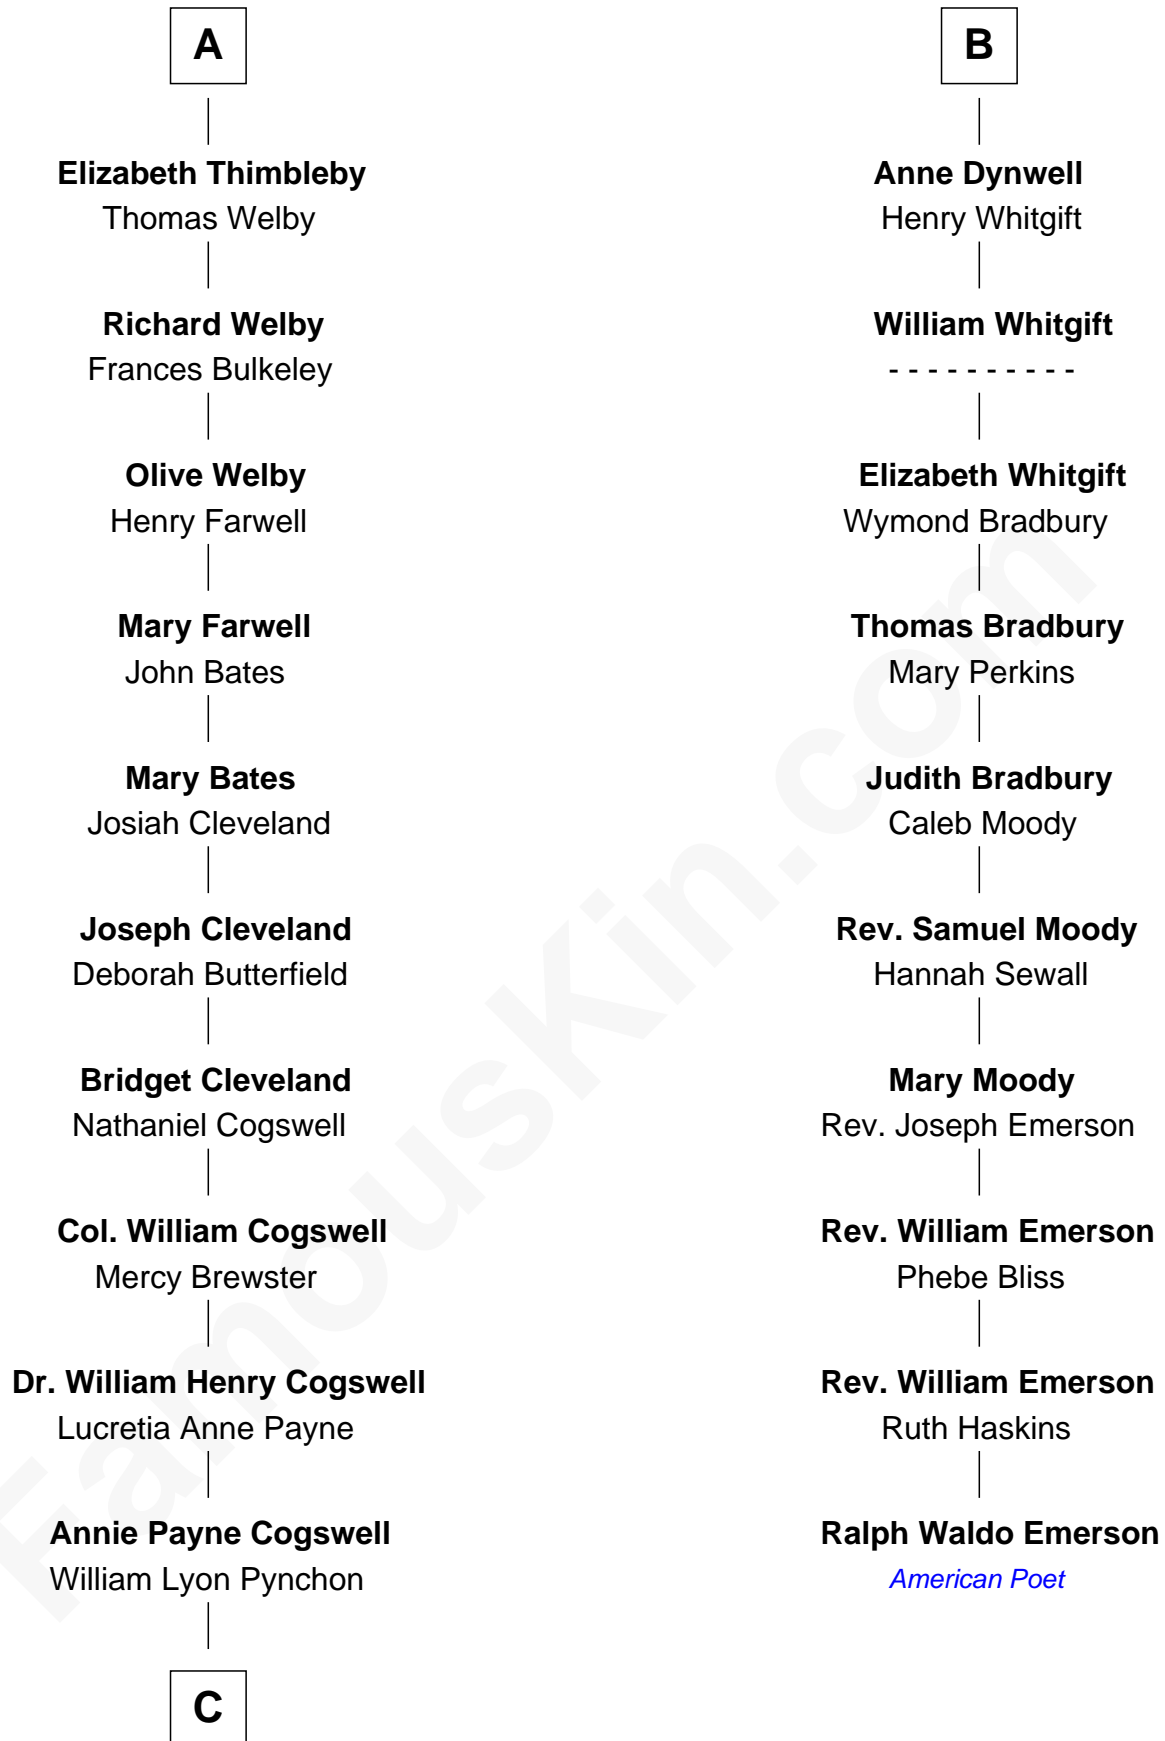 A
Elizabeth Thimbleby
Thomas Welby
Richard Welby
Frances Bulkeley
Olive Welby
Henry Farwell
Mary Farwell
John Bates
Mary Bates
Josiah Cleveland
Joseph Cleveland
Deborah Butterfield
Bridget Cleveland
Nathaniel Cogswell
Col. William Cogswell
Mercy Brewster
Dr. William Henry Cogswell
Lucretia Anne Payne
Annie Payne Cogswell
William Lyon Pynchon
C
B
Anne Dynwell
Henry Whitgift
William Whitgift
- - - - - - - - - -
Elizabeth Whitgift
Wymond Bradbury
Thomas Bradbury
Mary Perkins
Judith Bradbury
Caleb Moody
Rev. Samuel Moody
Hannah Sewall
Mary Moody
Rev. Joseph Emerson
Rev. William Emerson
Phebe Bliss
Rev. William Emerson
Ruth Haskins
Ralph Waldo Emerson
American Poet
FamousKin.com